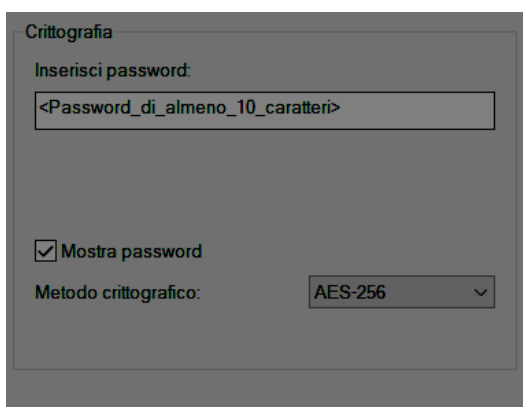 Crittografia
Inserisci password:
<Password_di_almeno_10_caratteri>
Mostra password
Metodo crittografico: AES-256